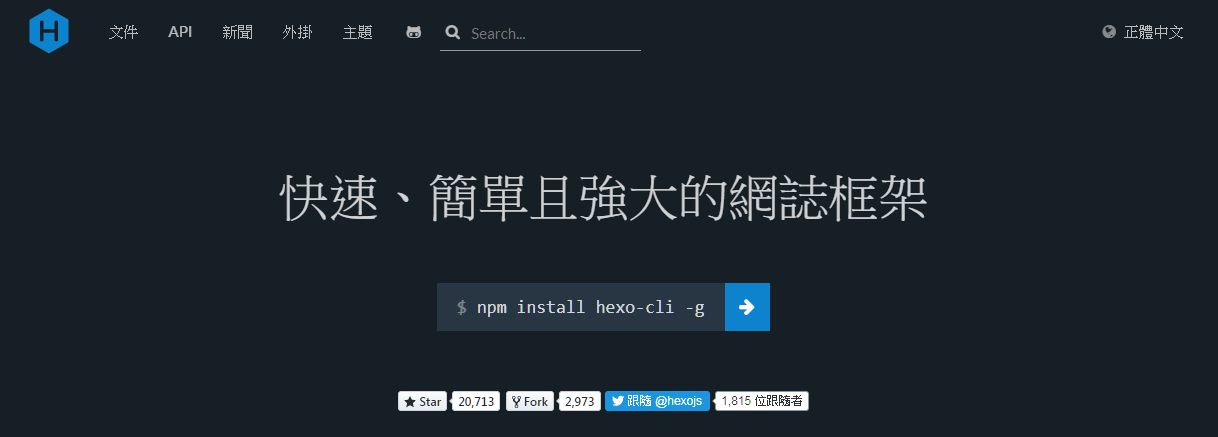 H 文件 API 新聞 外掛 主題 Search... 正體中文
快速、簡單且強大的網誌框架
$ npm install hexo-cli -g
Star 20,713 Fork 2,973 跟隨 @hexojs 1,815 位跟隨者